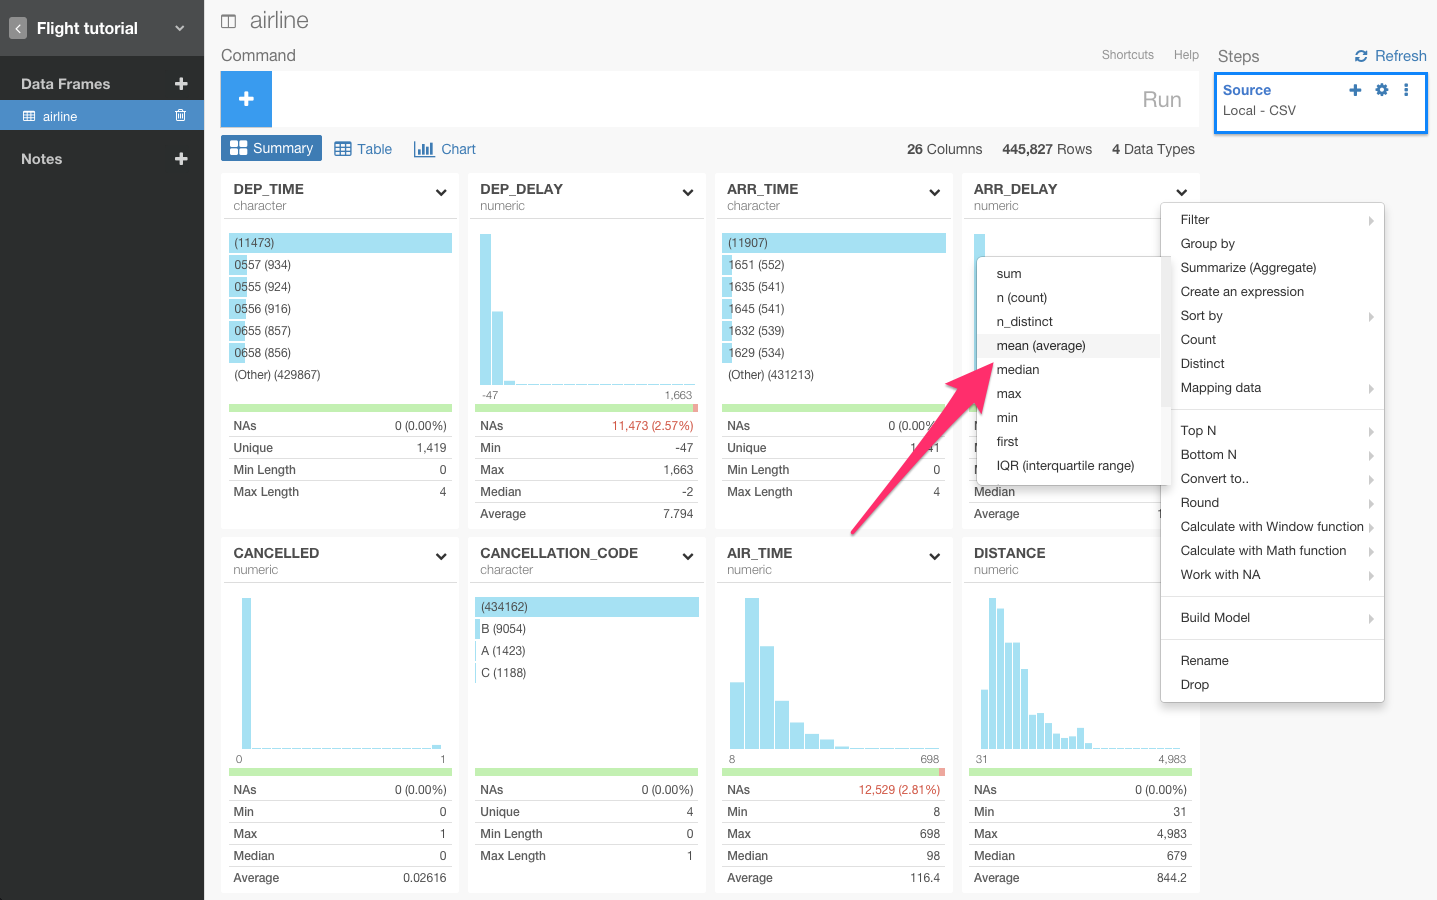 Flight tutorial
Data Frames
airline
Notes
airline
Command
Shortcuts Help
Run
Steps
Refresh
Source
Local - CSV
Summary Table Chart
26 Columns 445,827 Rows 4 Data Types
DEP_TIME
character
(11473)
0557 (934)
0555 (924)
0556 (916)
0655 (857)
0658 (856)
(Other) (429867)
NAs 0 (0.00%)
Unique 1,419
Min Length 0
Max Length 4
DEP_DELAY
numeric
-47 1,663
NAs 11,473 (2.57%)
Min -47
Max 1,663
Median -2
Average 7.794
ARR_TIME
character
(11907)
1651 (552)
1635 (541)
1645 (541)
1632 (539)
1629 (534)
(Other) (431213)
NAs 0 (0.00%
Unique
Min Length 0
Max Length 4
ARR_DELAY
numeric
Median
Average
sum
n (count)
n_distinct
mean (average)
median
max
min
first
IQR (interquartile range)
Filter
Group by
Summarize (Aggregate)
Create an expression
Sort by
Count
Distinct
Mapping data
Top N
Bottom N
Convert to..
Round
Calculate with Window function
Calculate with Math function
Work with NA
Build Model
Rename
Drop
CANCELLED
numeric
0 1
NAs 0 (0.00%)
Min 0
Max 1
Median 0
Average 0.02616
CANCELLATION_CODE
character
(434162)
B (9054)
A (1423)
C (1188)
NAs 0 (0.00%)
Unique 4
Min Length 0
Max Length 1
AIR_TIME
numeric
8 698
NAs 12,529 (2.81%)
Min 8
Max 698
Median 98
Average 116.4
DISTANCE
numeric
31 4,983
NAs 0 (0.00%)
Min 31
Max 4,983
Median 679
Average 844.2